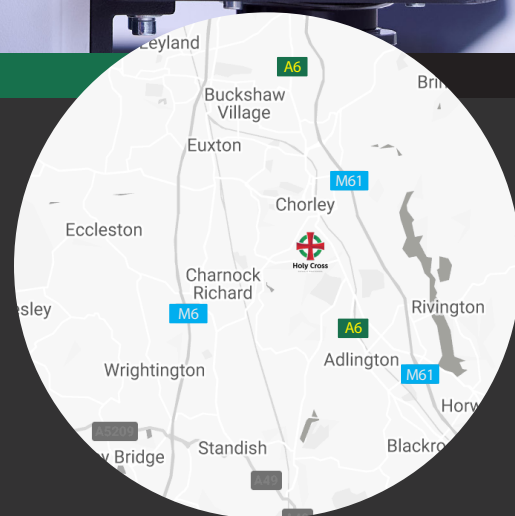 Leyland
A6
Buckshaw
Village
Euxton
M61
Chorley
Eccleston
Holy Cross
Charnock
Richard
M6
Rivington
A6
Adlington
Wrightington
M61
A5209
Standish
Bridge
A49